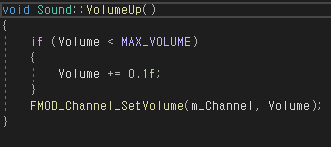 void Sound::VolumeUp()
{
    if (Volume < MAX_VOLUME)
    {
        Volume += 0.1f;
    }
    FMOD_Channel_SetVolume(m_Channel, Volume);
}